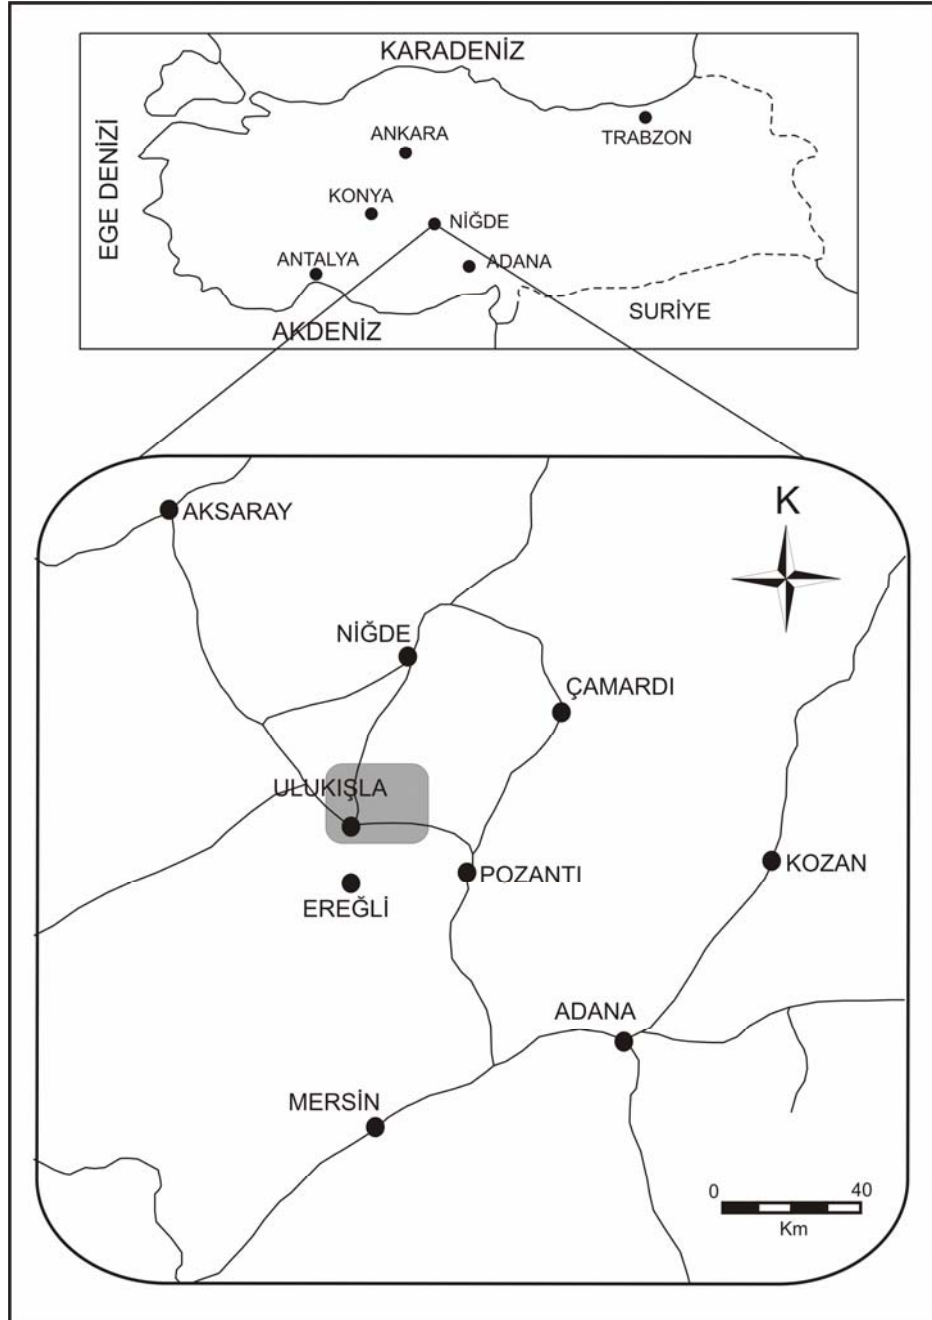 KARADENİZ
EGE DENİZİ
ANKARA
TRABZON
KONYA
NİĞDE
ANTALYA
ADANA
SURİYE
AKDENİZ
K
AKSARAY
NİĞDE
ÇAMARDI
ULUKIŞLA
POZANTI
KOZAN
EREĞLİ
ADANA
MERSİN
0 40
Km